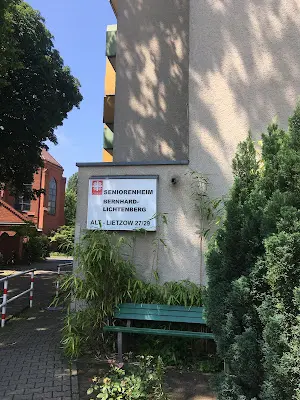 SENIORENHEIM
BERNHARD-
LICHTENBERG
ALT - LIETZOW 27/29